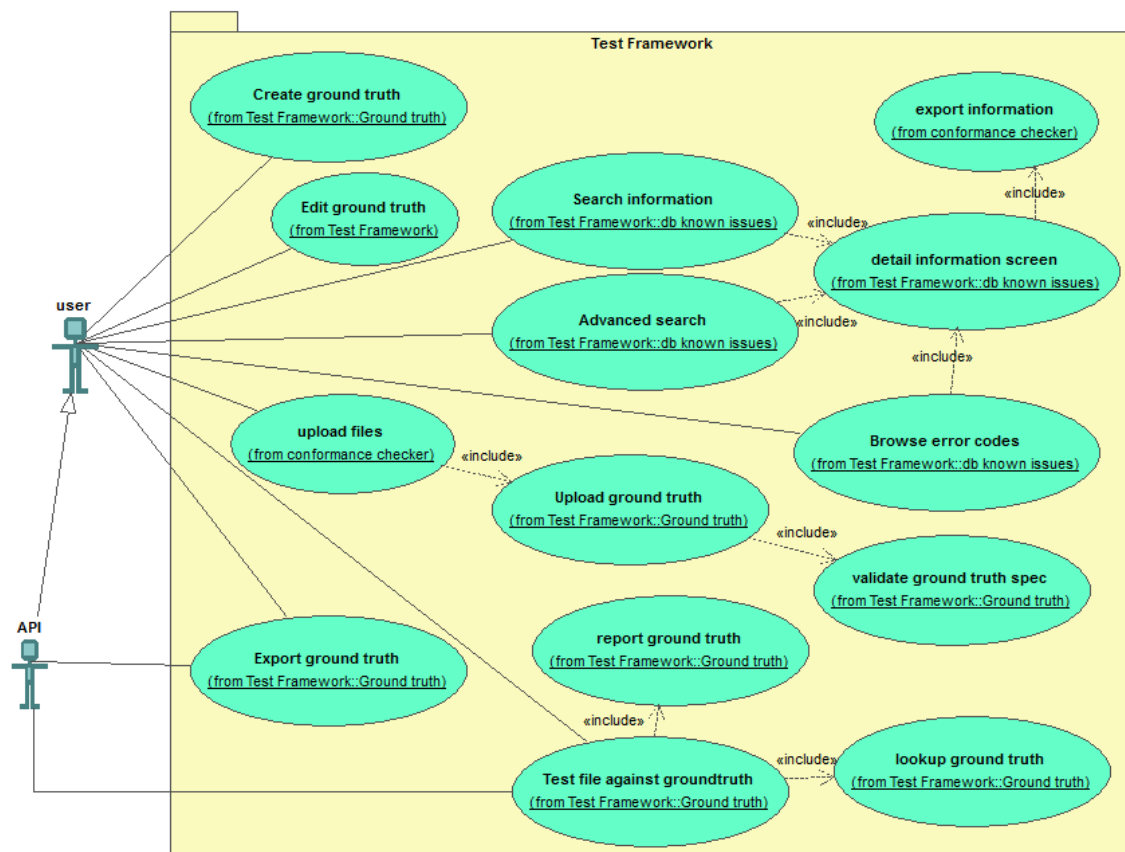 Test Framework
Create ground truth
(from Test Framework::Ground truth)
export information
(from conformance checker)
«include»
Edit ground truth
(from Test Framework)
Search information
(from Test Framework::db known issues)
«include»
detail information screen
(from Test Framework::db known issues)
user
Advanced search
(from Test Framework::db known issues)
«include»
«include»
upload files
(from conformance checker)
Browse error codes
(from Test Framework::db known issues)
«include»
Upload ground truth
(from Test Framework::Ground truth)
«include»
validate ground truth spec
(from Test Framework::Ground truth)
API
report ground truth
(from Test Framework::Ground truth)
Export ground truth
(from Test Framework::Ground truth)
«include»
Test file against groundtruth
(from Test Framework::Ground truth)
«include»
lookup ground truth
(from Test Framework::Ground truth)